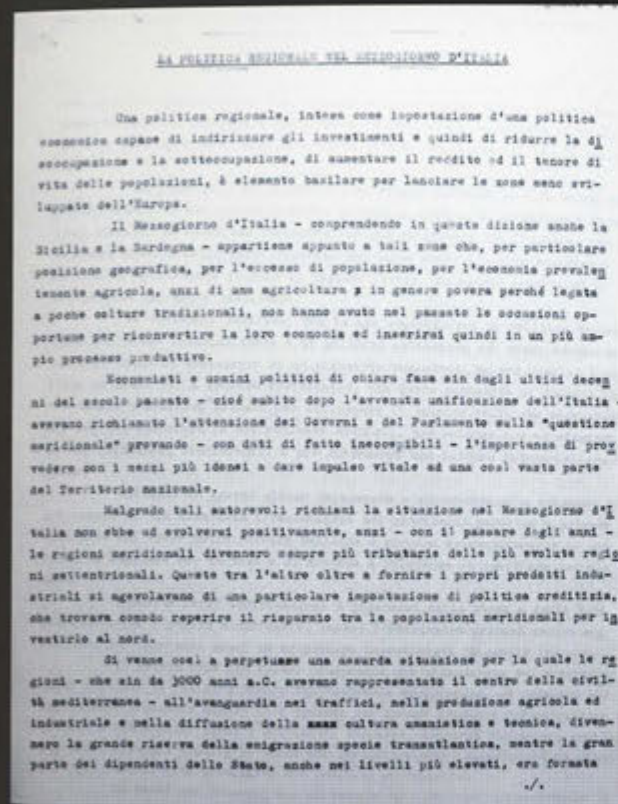 LA POLITICA REGIONALE NEL MEZZOGIORNO D'ITALIA
Una politica regionale, intesa come impostazione d'una politica
economica capace di indirizzare gli investimenti e quindi di ridurre la di
soccupazione e la sottoccupazione, di aumentare il reddito ed il tenore di
vita delle popolazioni, è elemento basilare per lanciare le zone meno svi-
luppate dell'Europa.
Il Mezzogiorno d'Italia - comprendendo in queste dizione anche la
Sicilia e la Sardegna - appartiene appunto a tali zone che, per particolare
posizione geografica, per l'eccesso di popolazione, per l'economia prevalen
temente agricola, anzi di una agricoltura in genere povera perché legata
a poche colture tradizionali, non hanno avuto nel passato le occasioni op-
portune per riconvertire la loro economia ed inserirsi quindi in un più am-
pio processo produttivo.
Economisti e uomini politici di chiara fama sin dagli ultimi decen
ni del secolo passato - cioé subito dopo l'avvenuta unificazione dell'Italia -
avevano richiamato l'attenzione dei Governi e del Parlamento sulla "questione
meridionale" provando - con dati di fatto ineccepibili - l'importanza di prov
vedere con i mezzi più idonei a dare impulso vitale ad una così vasta parte
del Territorio nazionale.
Malgrado tali autorevoli richiami la situazione nel Mezzogiorno d'I
talia non ebbe ad evolversi positivamente, anzi - con il passare degli anni -
le regioni meridionali divennero sempre più tributarie delle più evolute regio
ni settentrionali. Queste tra l'altro oltre a fornire i propri prodotti indu-
striali si agevolavano di una particolare impostazione di politica creditizia,
che trovava comodo reperire il risparmio tra le popolazioni meridionali per in
vestirlo al nord.
Si venne così a perpetuare una assurda situazione per la quale le re
gioni - che sin da 3000 anni a.C. avevano rappresentato il centro della civil-
tà mediterranea - all'avanguardia nei traffici, nella produzione agricola ed
industriale e nella diffusione della cultura umanistica e tecnica, diven-
nero la grande riserva della emigrazione specie transatlantica, mentre la gran
parte dei dipendenti dello Stato, anche nei livelli più elevati, era formata
./.